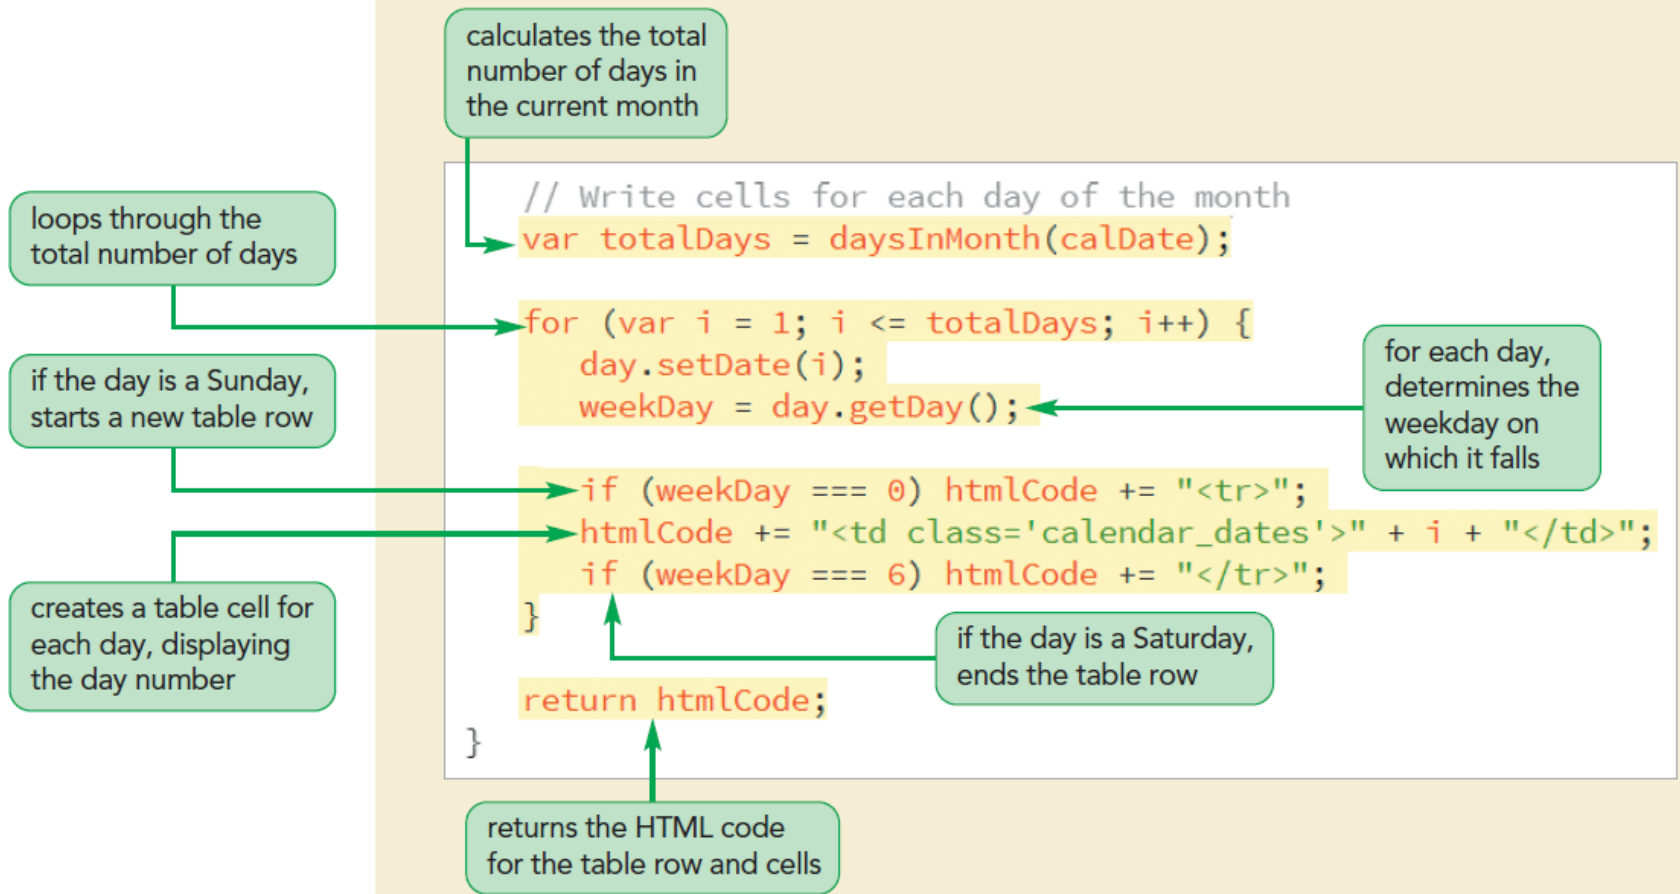 calculates the total
number of days in
the current month
// Write cells for each day of the month
var totalDays = daysInMonth(calDate);
loops through the
total number of days
for (var i = 1; i <= totalDays; i++) {
day.setDate(i);
weekDay = day.getDay();
for each day,
determines the
weekday on
which it falls
if the day is a Sunday,
starts a new table row
if (weekDay === 0) htmlCode += "<tr>";
htmlCode += "<td class='calendar_dates'>" + i + "</td>";
if (weekDay === 6) htmlCode += "</tr>";
}
creates a table cell for
each day, displaying
the day number
if the day is a Saturday,
ends the table row
return htmlCode;
}
returns the HTML code
for the table row and cells